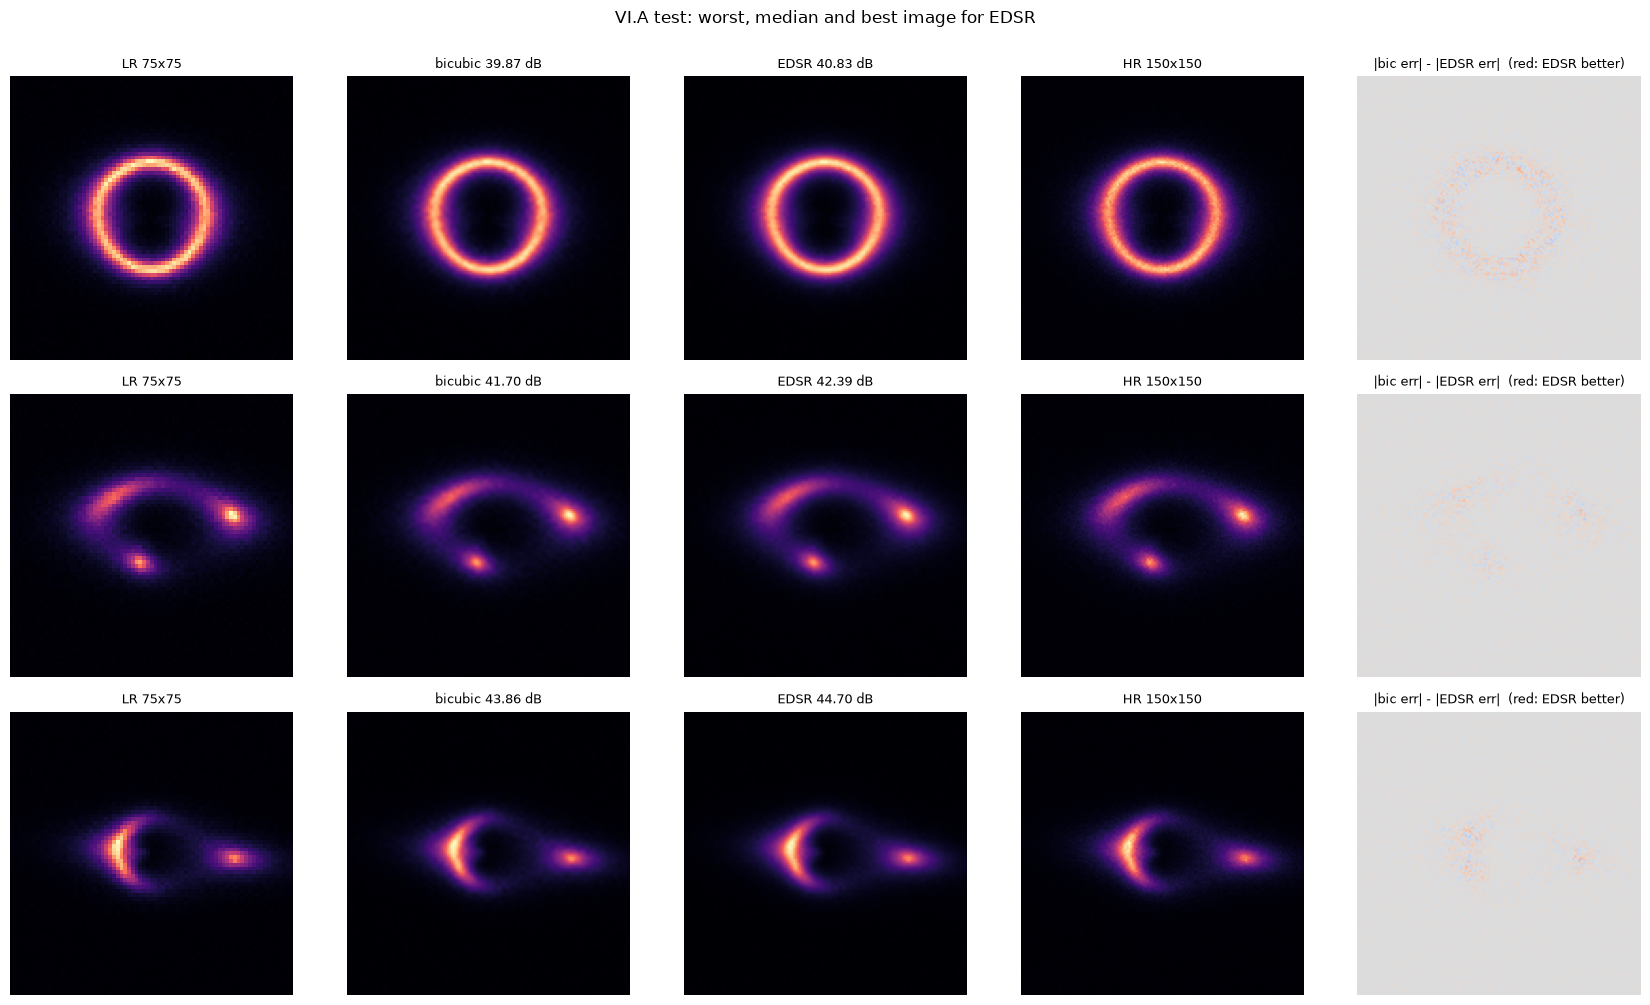 VI.A test: worst, median and best image for EDSR
LR 75x75
bicubic 39.87 dB
EDSR 40.83 dB
HR 150x150
|bic err| - |EDSR err|  (red: EDSR better)
LR 75x75
bicubic 41.70 dB
EDSR 42.39 dB
HR 150x150
|bic err| - |EDSR err|  (red: EDSR better)
LR 75x75
bicubic 43.86 dB
EDSR 44.70 dB
HR 150x150
|bic err| - |EDSR err|  (red: EDSR better)